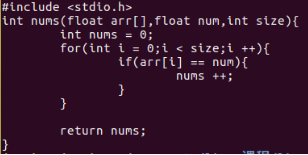 #include <stdio.h>
int nums(float arr[],float num,int size){
int nums = 0;
for(int i = 0;i < size;i ++){
if(arr[i] == num){
nums ++;
}
}
return nums;
}